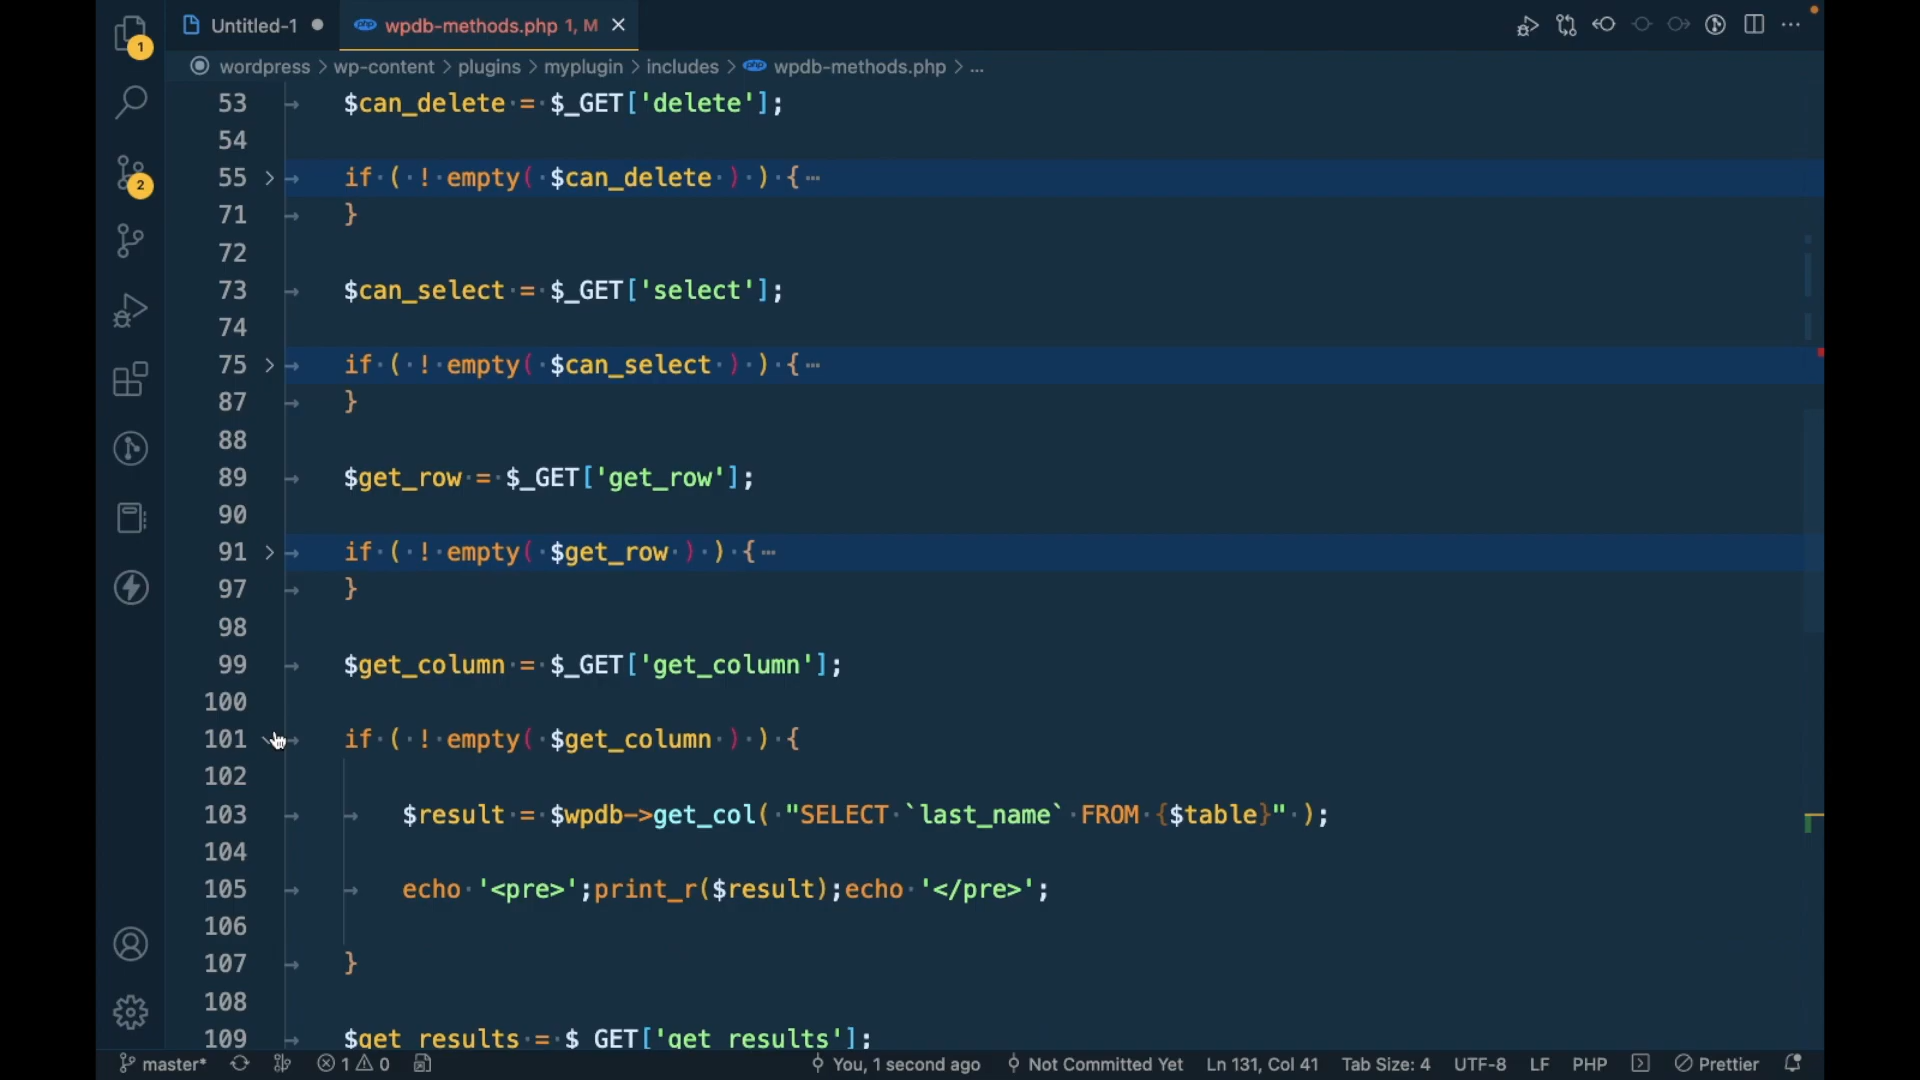 Untitled-1
wpdb-methods.php 1, M
1
wordpress > wp-content > plugins > myplugin > includes > wpdb-methods.php > ...
53 $can_delete = $_GET['delete'];
54
2
55 if ( ! empty( $can_delete ) ) {
71 }
72
73 $can_select = $_GET['select'];
74
75 if ( ! empty( $can_select ) ) {
87 }
88
89 $get_row = $_GET['get_row'];
90
91 if ( ! empty( $get_row ) ) {
97 }
98
99 $get_column = $_GET['get_column'];
100
101 if ( ! empty( $get_column ) ) {
102
103 $result = $wpdb->get_col( "SELECT `last_name` FROM {$table}" );
104
105 echo '<pre>';print_r($result);echo '</pre>';
106
107 }
108
109 $get_results = $_GET['get_results'];
master* 1 0 You, 1 second ago Not Committed Yet Ln 131, Col 41 Tab Size: 4 UTF-8 LF PHP Prettier